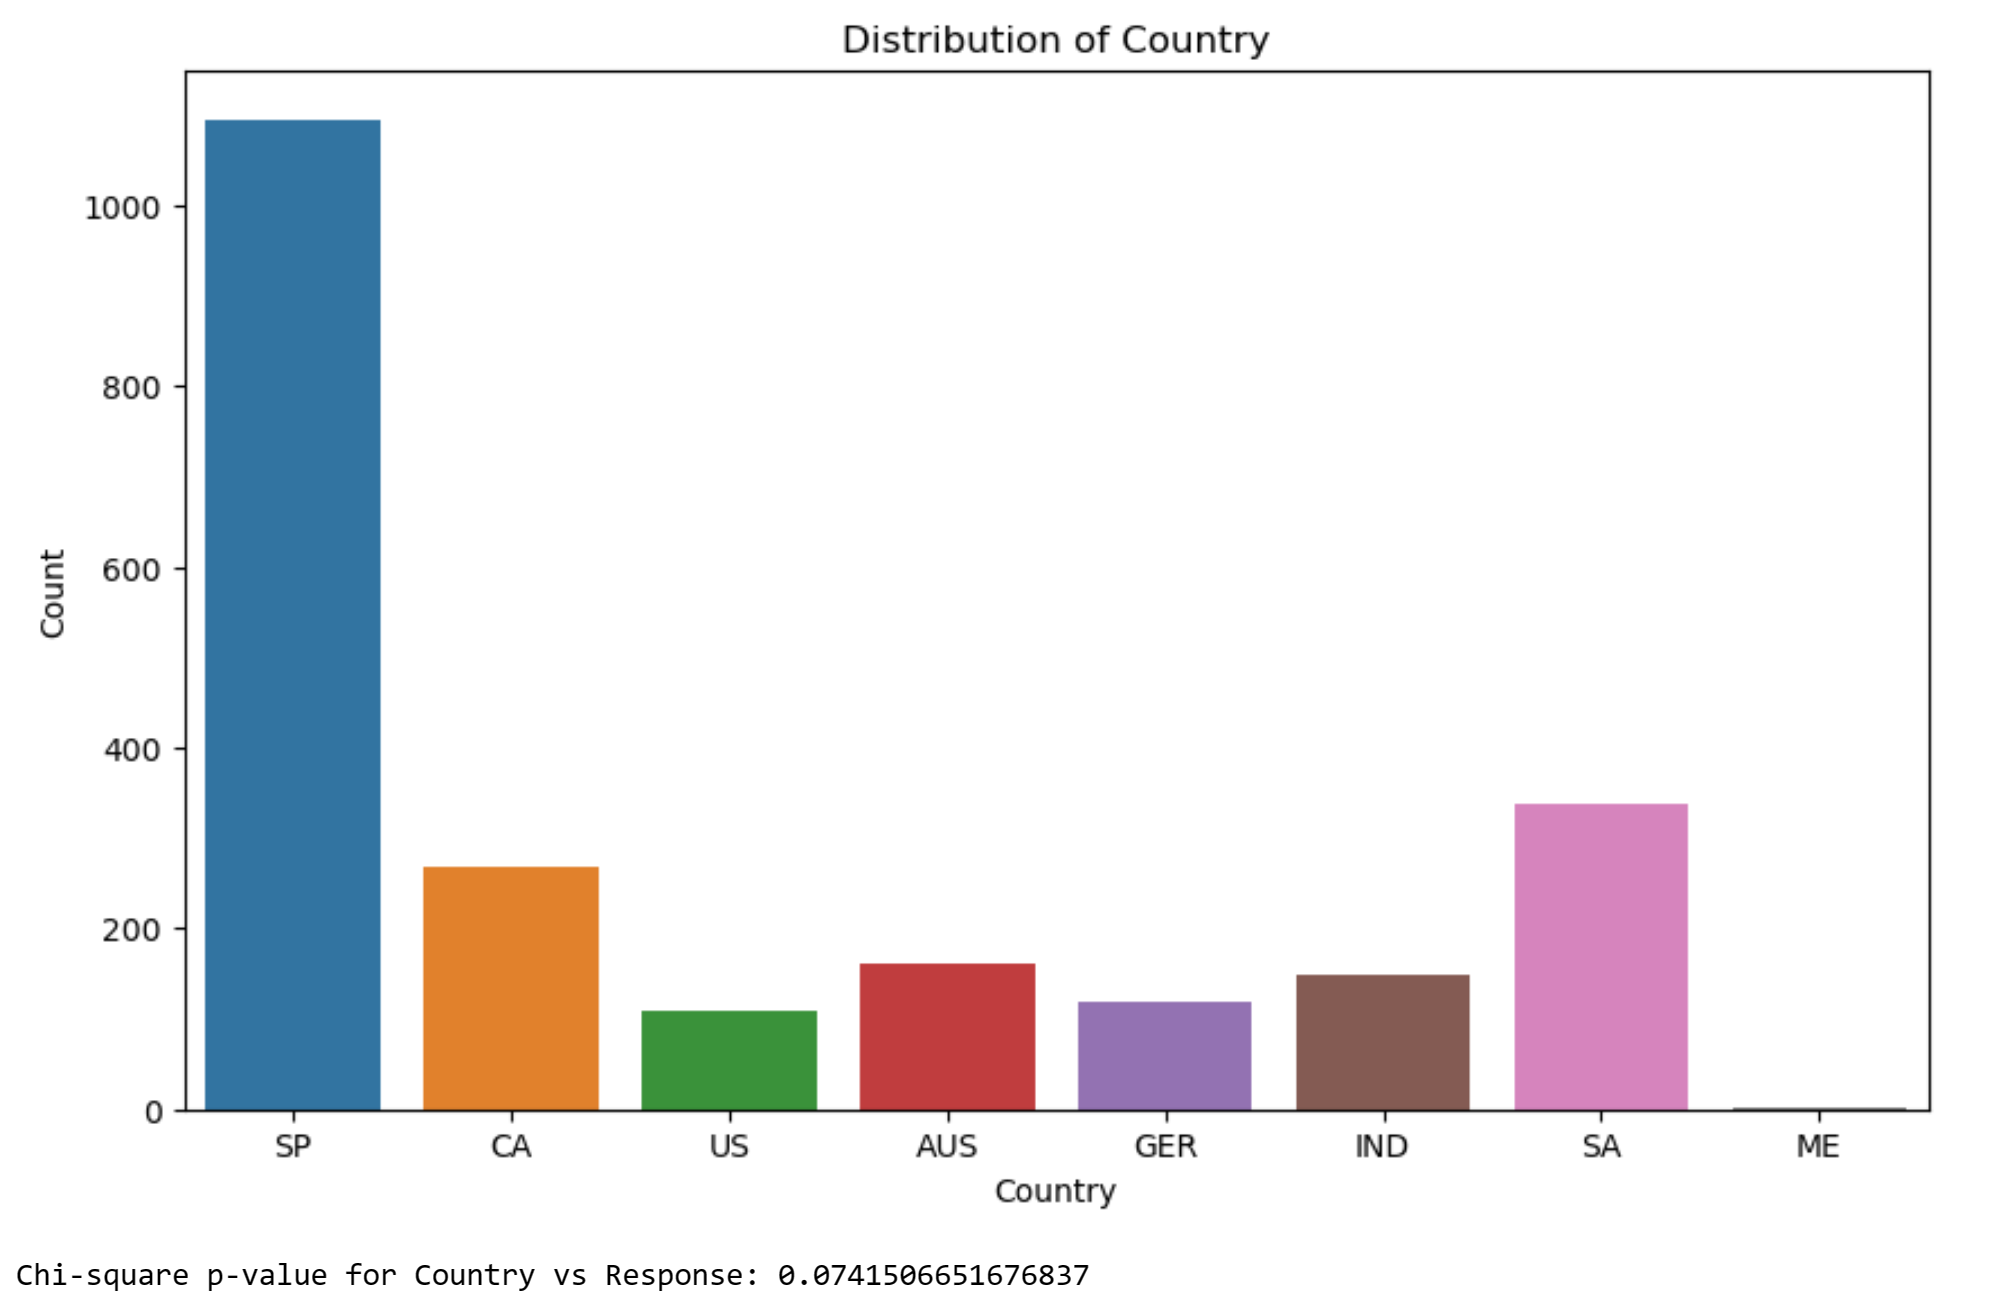 Distribution of Country
1000
800
600
400
200
0
Count
SP CA US AUS GER IND SA ME
Country
Chi-square p-value for Country vs Response: 0.0741506651676837